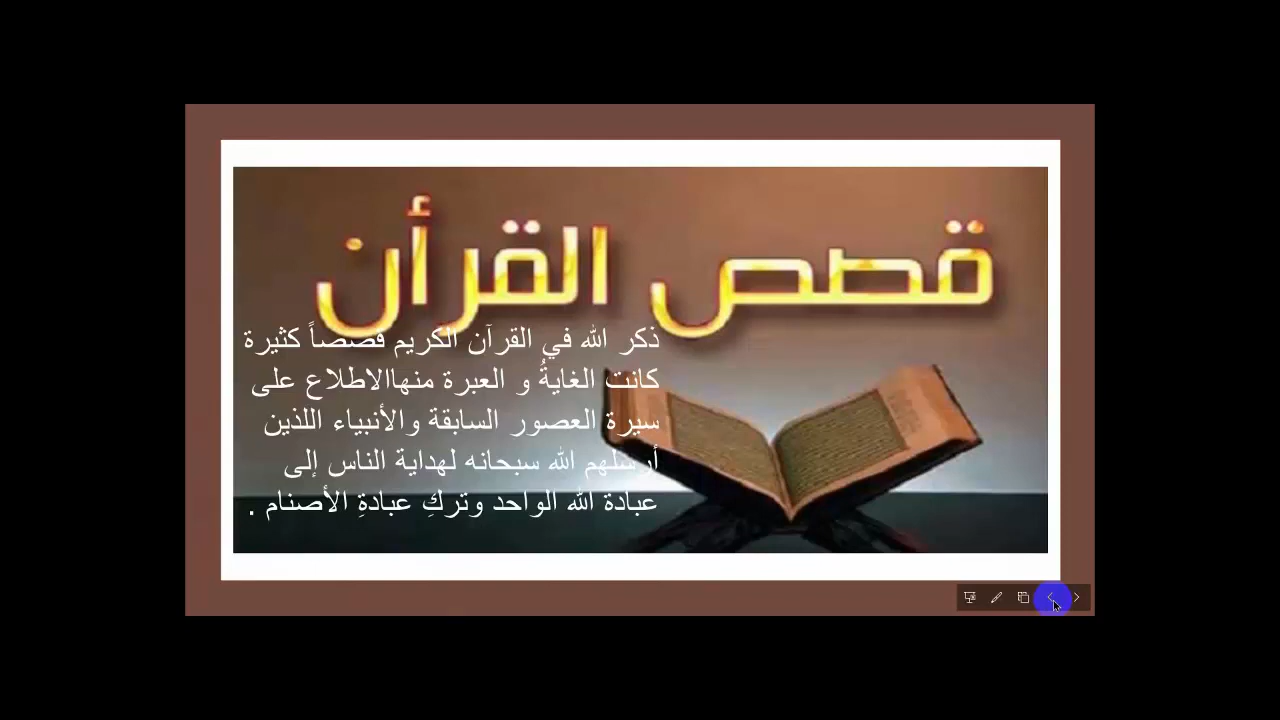 قصص القرأن
ذكر الله في القرآن الكريم قصصاً كثيرة
كانت الغايةُ و العبرة منهاالاطلاع على
سيرة العصور السابقة والأنبياء اللذين
أرسلهم الله سبحانه لهداية الناس إلى
عبادة الله الواحد وتركِ عبادةِ الأصنام .